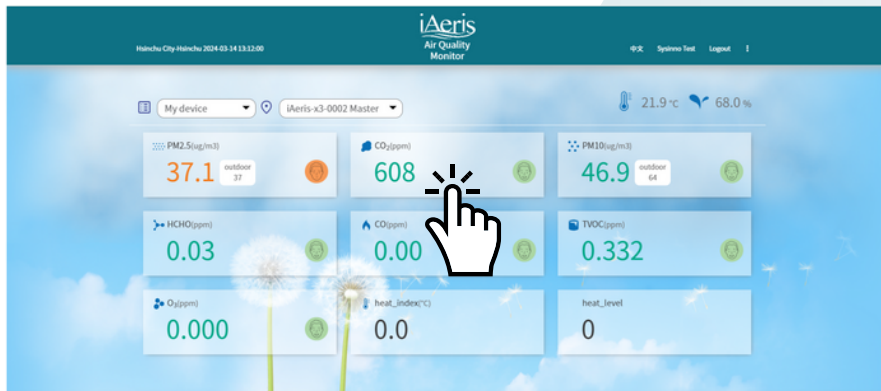 iAeris
Air Quality
Monitor
Hsinchu City-Hsinchu 2024-03-14 13:12:00
中文 Sysinno Test Logout
My device iAeris-x3-0002 Master
21.9 °C 68.0 %
PM2.5(ug/m3)
37.1
outdoor
37
CO₂(ppm)
608
PM10(ug/m3)
46.9
outdoor
64
HCHO(ppm)
0.03
CO(ppm)
0.00
TVOC(ppm)
0.332
O₃(ppm)
0.000
heat_index(°C)
0.0
heat_level
0